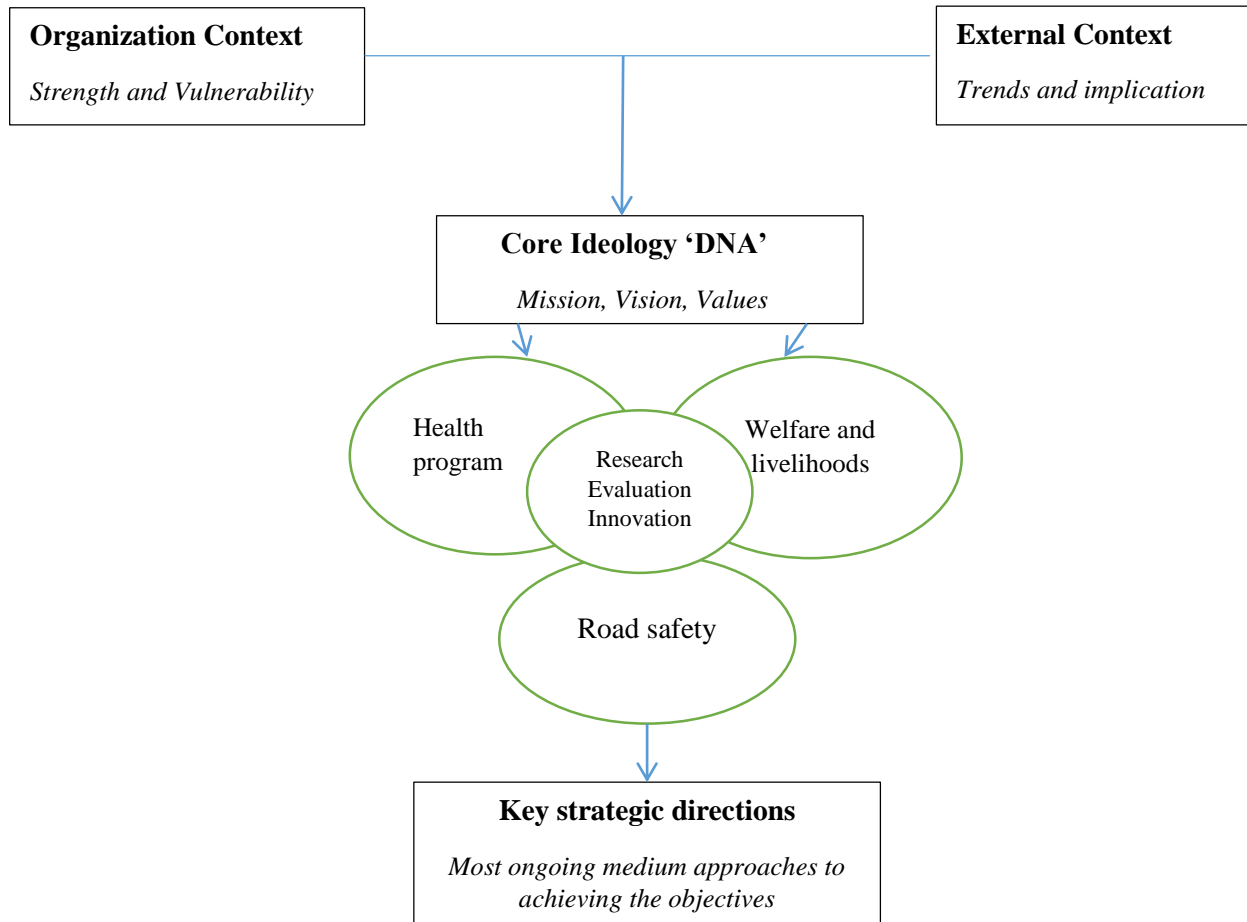 Organization Context
Strength and Vulnerability
External Context
Trends and implication
Core Ideology ‘DNA’
Mission, Vision, Values
Health
program
Research
Evaluation
Innovation
Welfare and
livelihoods
Road safety
Key strategic directions
Most ongoing medium approaches to
achieving the objectives